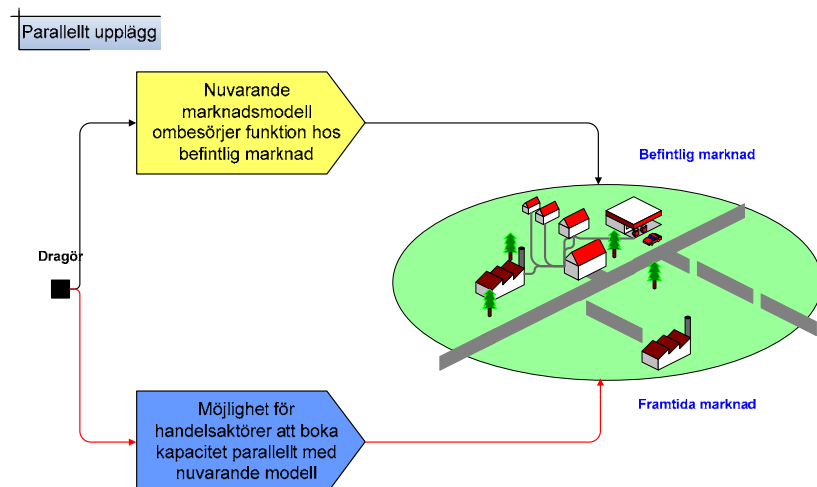 Parallellt upplägg
Nuvarande
marknadsmodell
ombesörjer funktion hos
befintlig marknad
Befintlig marknad
Dragör
Möjlighet för
handelsaktörer att boka
kapacitet parallellt med
nuvarande modell
Framtida marknad